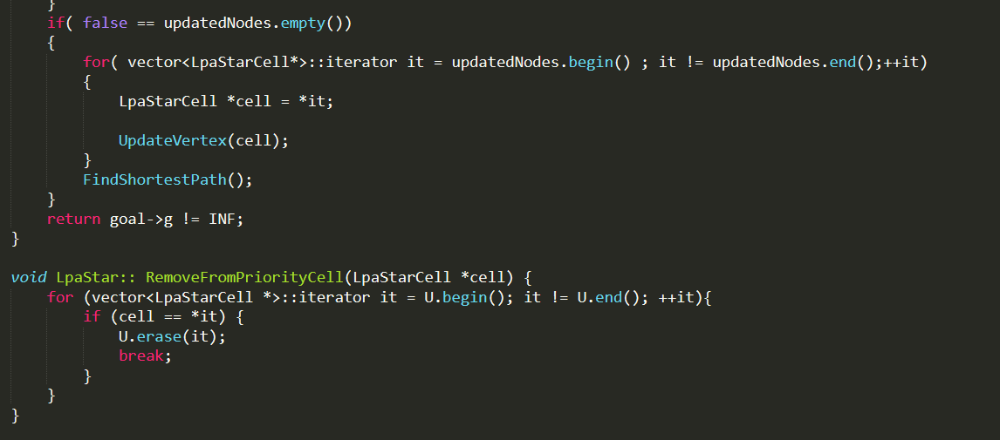 }
if( false == updatedNodes.empty())
{
for( vector<LpaStarCell*>::iterator it = updatedNodes.begin() ; it != updatedNodes.end();++it)
{
LpaStarCell *cell = *it;
UpdateVertex(cell);
}
FindShortestPath();
}
return goal->g != INF;
}
void LpaStar:: RemoveFromPriorityCell(LpaStarCell *cell) {
for (vector<LpaStarCell *>::iterator it = U.begin(); it != U.end(); ++it){
if (cell == *it) {
U.erase(it);
break;
}
}
}